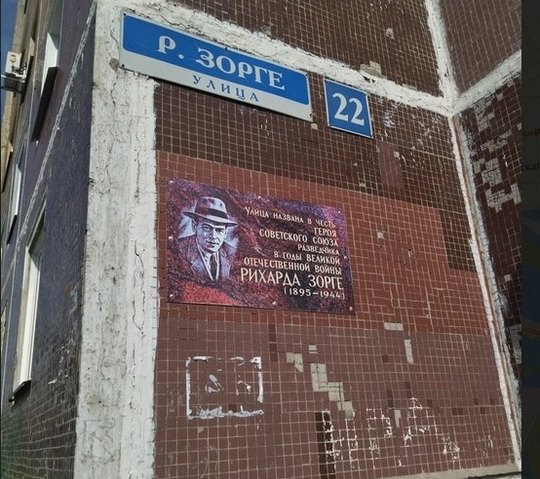 Р. ЗОРГЕ
УЛИЦА
22
УЛИЦА НАЗВАНА В ЧЕСТЬ
ГЕРОЯ
СОВЕТСКОГО СОЮЗА
РАЗВЕДЧИКА
В ГОДЫ ВЕЛИКОЙ
ОТЕЧЕСТВЕННОЙ ВОЙНЫ
РИХАРДА ЗОРГЕ
(1895-1944)